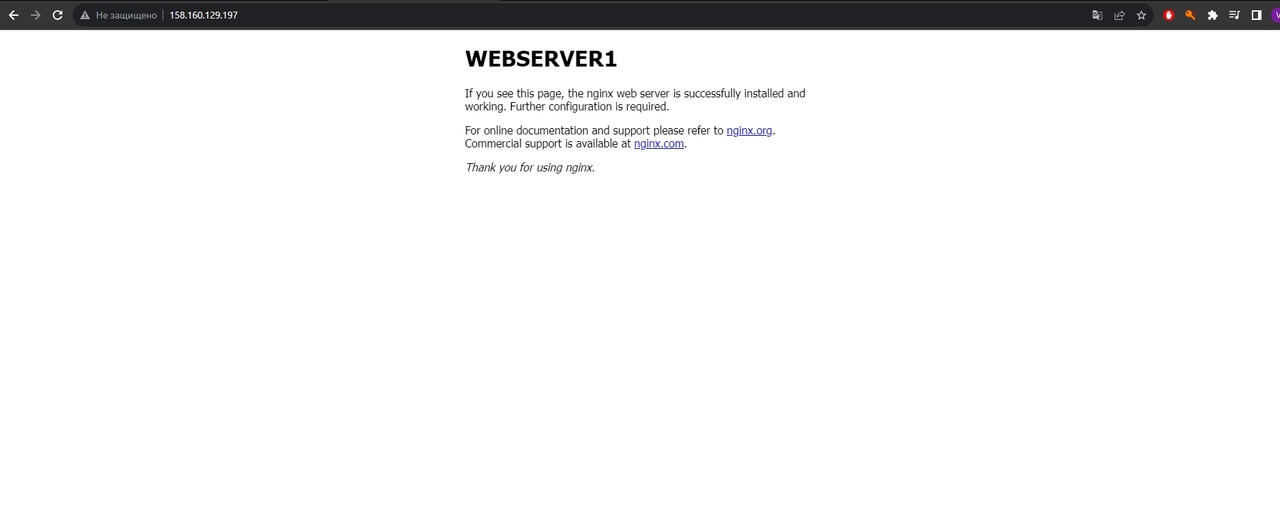 Не защищено 158.160.129.197
WEBSERVER1
If you see this page, the nginx web server is successfully installed and
working. Further configuration is required.
For online documentation and support please refer to nginx.org.
Commercial support is available at nginx.com.
Thank you for using nginx.